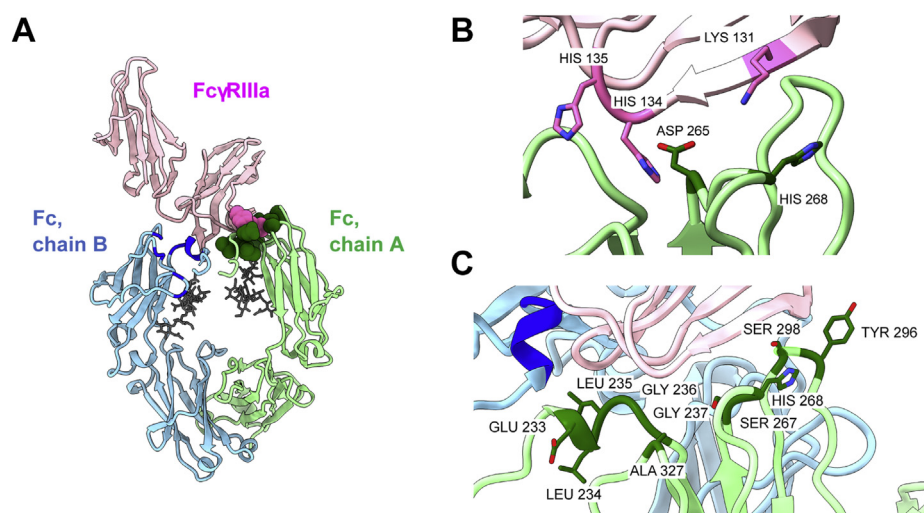 A
FcγRIIIa
Fc,
chain B
Fc,
chain A
B
LYS 131
HIS 135
HIS 134
ASP 265
HIS 268
C
SER 298
TYR 296
LEU 235
GLY 236
HIS 268
GLY 237
SER 267
GLU 233
ALA 327
LEU 234